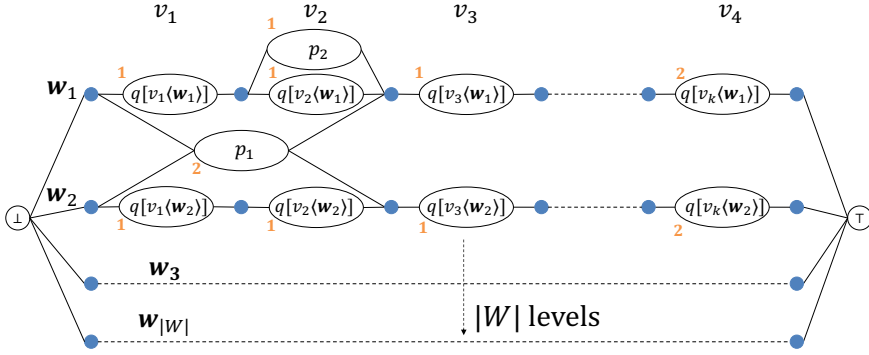 v₁ v₂ v₃ v₄
1 p₂
w₁ 1 q[v₁⟨w₁⟩] 1 q[v₂⟨w₁⟩] 1 q[v₃⟨w₁⟩] 2 q[vₖ⟨w₁⟩]
2 p₁
⊥ w₂ 1 q[v₁⟨w₂⟩] 1 q[v₂⟨w₂⟩] 1 q[v₃⟨w₂⟩] 2 q[vₖ⟨w₂⟩] ⊤
w₃
w|W| |W| levels